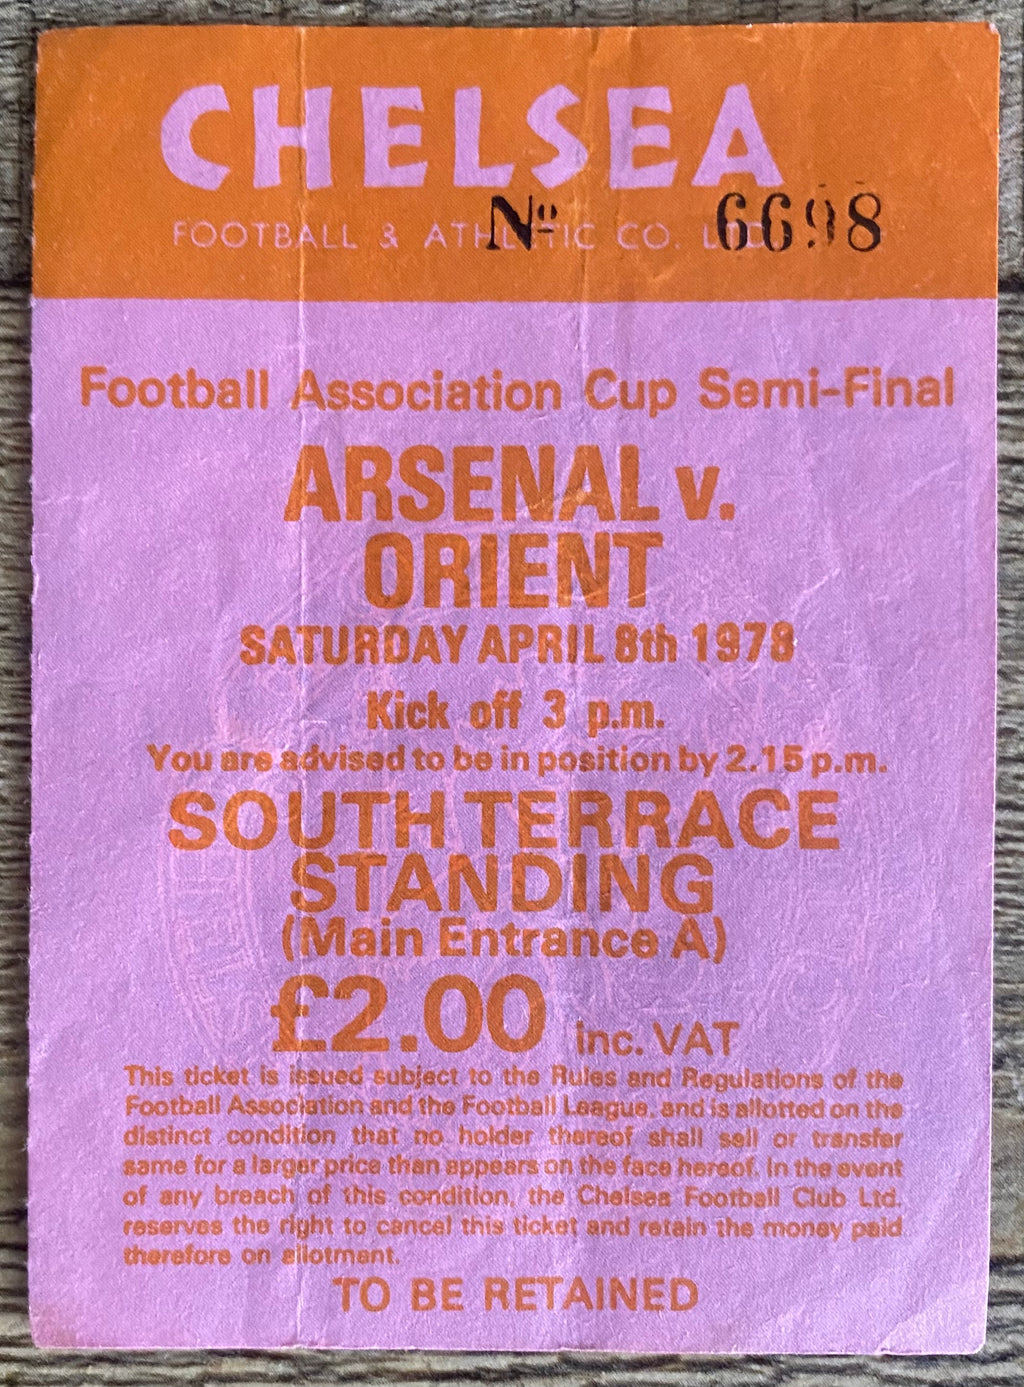 CHELSEA
FOOTBALL & ATHLETIC CO. LTD.
Nº 6698
Football Association Cup Semi-Final
ARSENAL v.
ORIENT
SATURDAY APRIL 8th 1978
Kick off 3 p.m.
You are advised to be in position by 2.15 p.m.
SOUTH TERRACE
STANDING
(Main Entrance A)
£2.00 inc. VAT
This ticket is issued subject to the Rules and Regulations of the
Football Association and the Football League, and is allotted on the
distinct condition that no holder thereof shall sell or transfer
same for a larger price than appears on the face hereof. In the event
of any breach of this condition, the Chelsea Football Club Ltd.
reserves the right to cancel this ticket and retain the money paid
therefore on allotment.
TO BE RETAINED